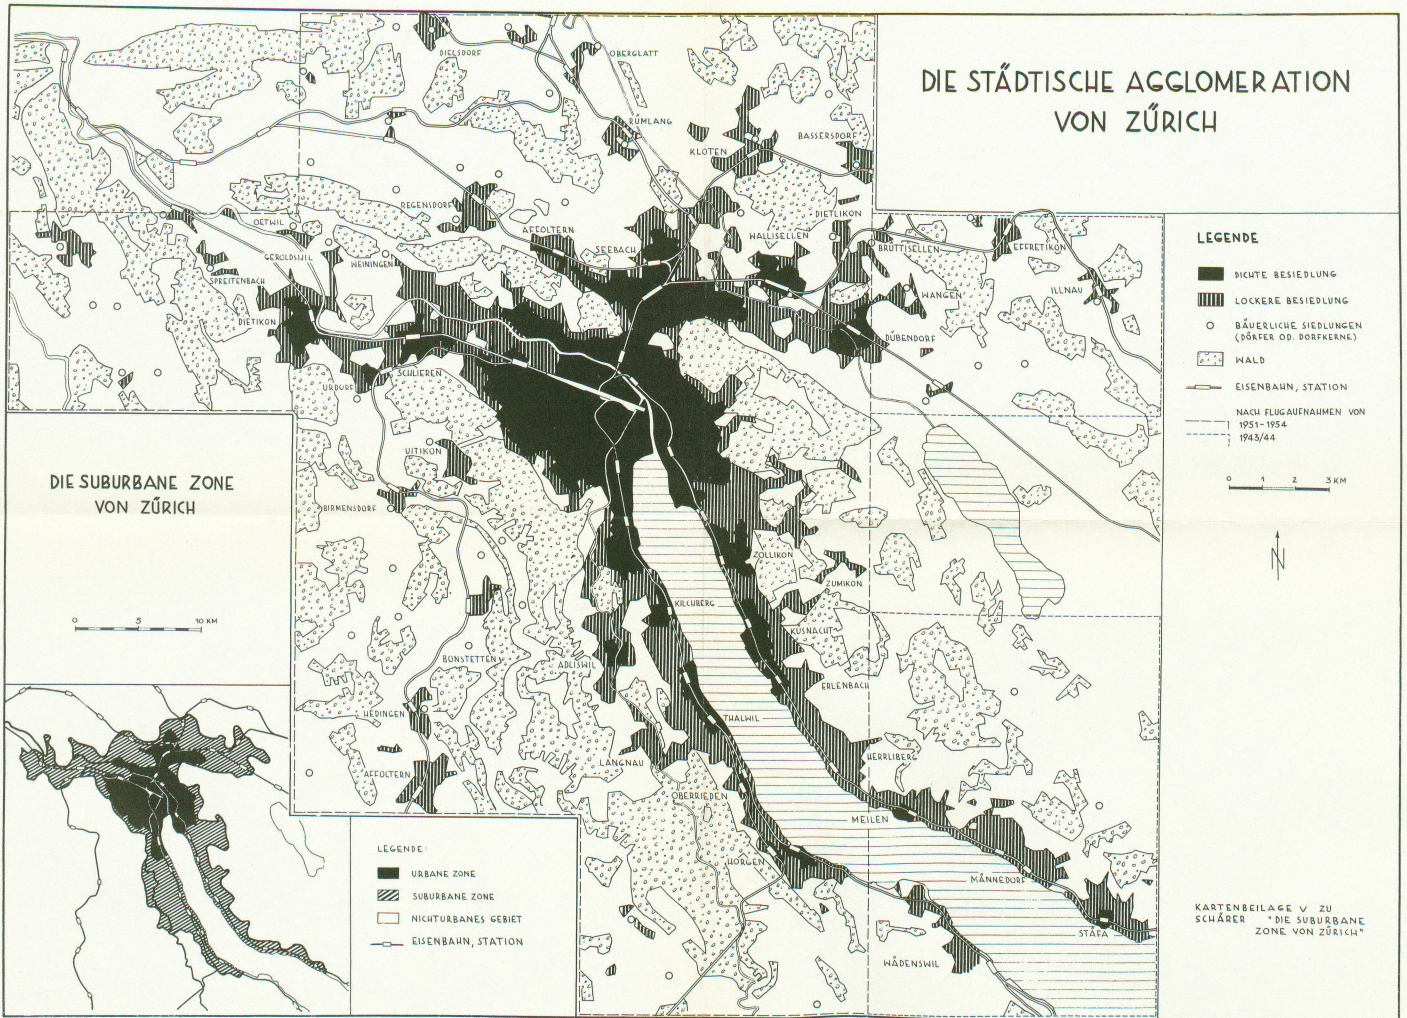 DIE STÄDTISCHE AGGLOMERATION
VON ZÜRICH
LEGENDE
DICHTE BESIEDLUNG
LOCKERE BESIEDLUNG
BÄUERLICHE SIEDLUNGEN
(DÖRFER OD. DORFKERNE)
WALD
EISENBAHN, STATION
NACH FLUGAUFNAHMEN VON
1951-1954
1943/44
0 1 2 3 KM
N
KARTENBEILAGE V ZU
SCHÄRER "DIE SUBURBANE
ZONE VON ZÜRICH"
DIELSDORF
OBERGLATT
RÜMLANG
KLOTEN
BASSERSDORF
REGENSDORF
AFFOLTERN
SEEBACH
WALLISELLEN
DIETLIKON
BRÜTTISELLEN
EFFRETIKON
ILLNAU
WANGEN
DÜBENDORF
OETWIL
GEROLDSWIL
WEININGEN
SPREITENBACH
DIETIKON
SCHLIEREN
URDORF
UITIKON
BIRMENSDORF
ZOLLIKON
ZUMIKON
KILCHBERG
KÜSNACHT
BONSTETTEN
ADLISWIL
ERLENBACH
HEDINGEN
THALWIL
HERRLIBERG
LANGNAU
AFFOLTERN
OBERRIEDEN
MEILEN
HORGEN
MÄNNEDORF
STÄFA
WÄDENSWIL
DIE SUBURBANE ZONE
VON ZÜRICH
0 5 10 KM
LEGENDE:
URBANE ZONE
SUBURBANE ZONE
NICHTURBANES GEBIET
EISENBAHN, STATION